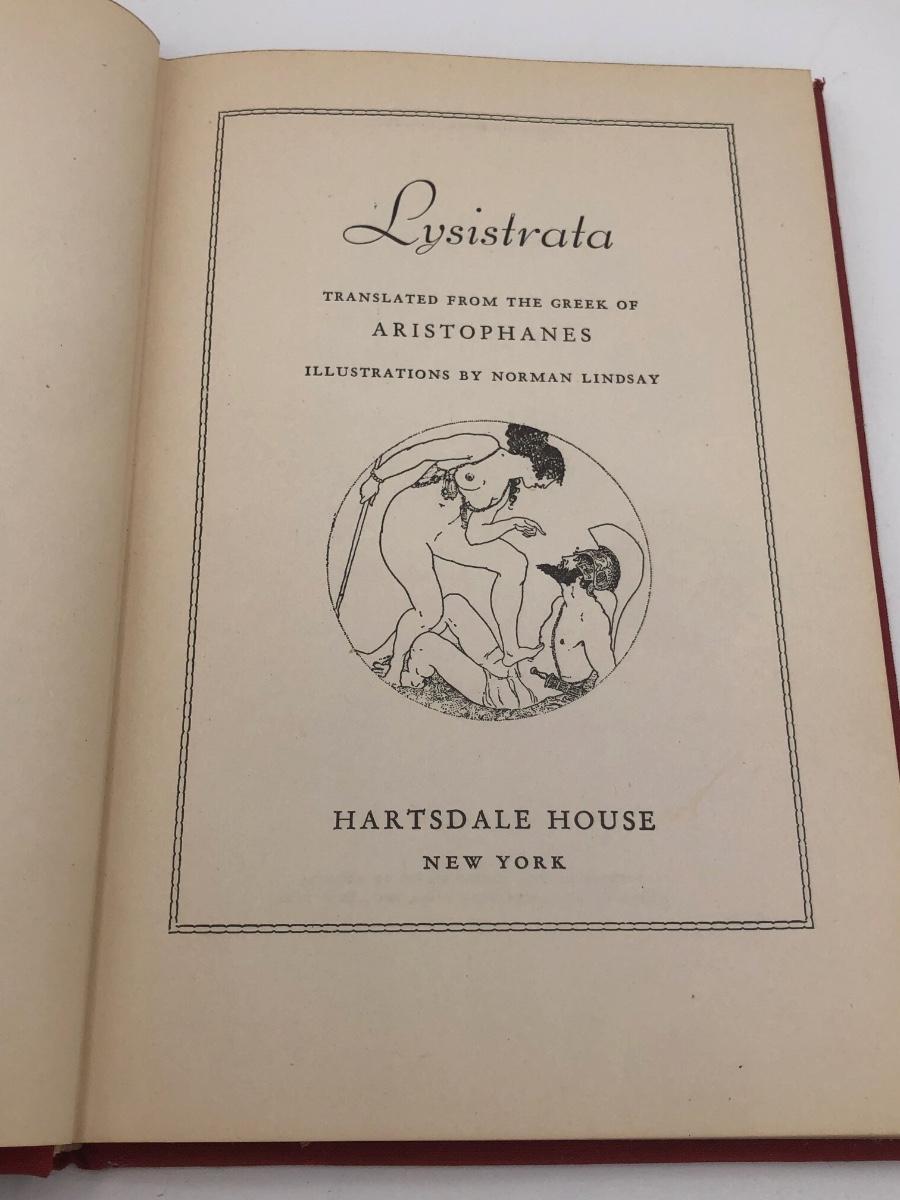 Lysistrata
TRANSLATED FROM THE GREEK OF
ARISTOPHANES
ILLUSTRATIONS BY NORMAN LINDSAY
HARTSDALE HOUSE
NEW YORK